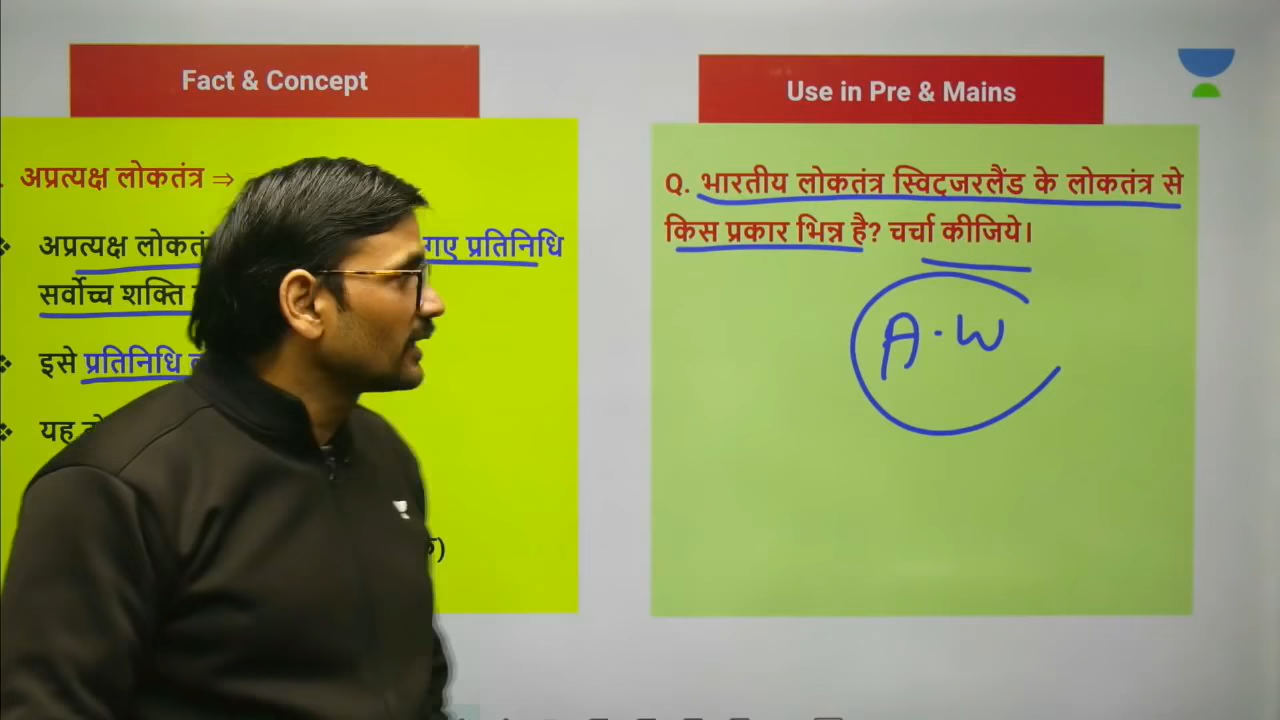 Fact & Concept
अप्रत्यक्ष लोकतंत्र ⇒
अप्रत्यक्ष
गए प्रतिनिधि
सर्वोच्च शक्ति
इसे प्रतिनिधि
यह
Use in Pre & Mains
Q. भारतीय लोकतंत्र स्विट्जरलैंड के लोकतंत्र से
किस प्रकार भिन्न है? चर्चा कीजिये।
A.W